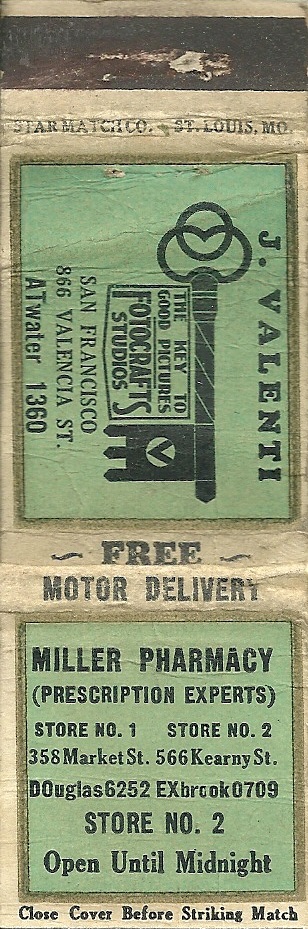 STAR MATCH CO. ST. LOUIS, MO.
J. VALENTI
THE KEY TO
GOOD PICTURES
FOTOCRAFTS
STUDIOS
V
SAN FRANCISCO
866 VALENCIA ST.
ATwater 1360
~ FREE ~
MOTOR DELIVERY
MILLER PHARMACY
(PRESCRIPTION EXPERTS)
STORE NO. 1 STORE NO. 2
358 Market St. 566 Kearny St.
DOuglas 6252 EXbrook 0709
STORE NO. 2
Open Until Midnight
Close Cover Before Striking Match